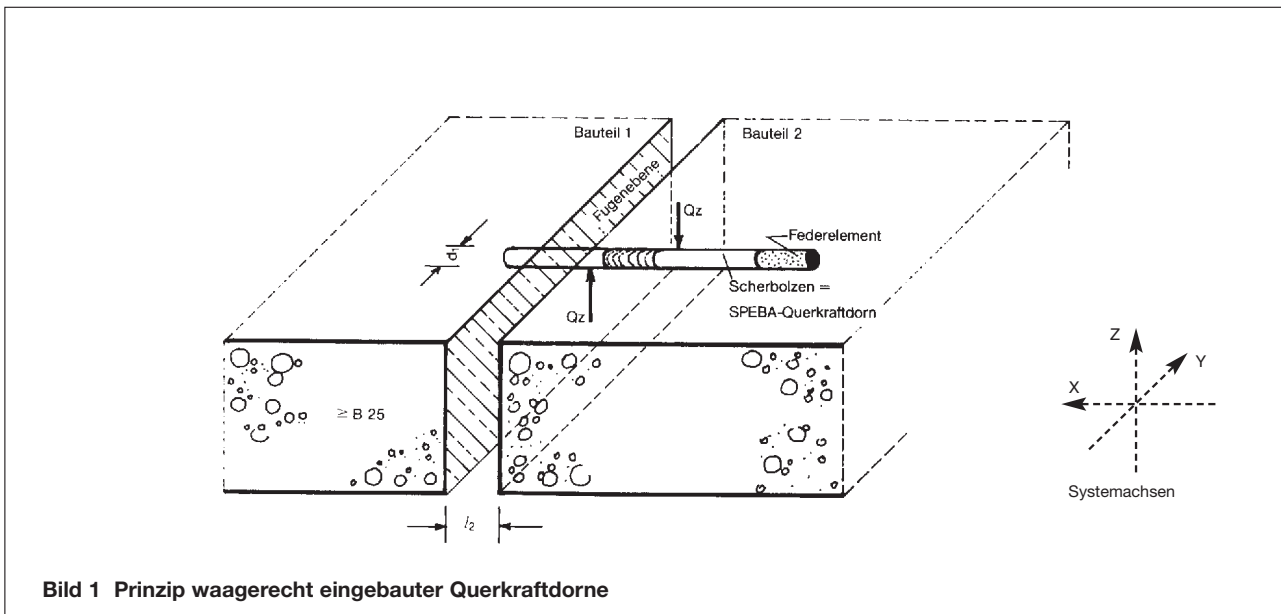 Bauteil 1
Bauteil 2
Fugenebene
Qz
Federelement
d1
Scherbolzen =
SPEBA-Querkraftdorn
Qz
Z
Y
X
≥ B 25
Systemachsen
l2
Bild 1 Prinzip waagerecht eingebauter Querkraftdorne